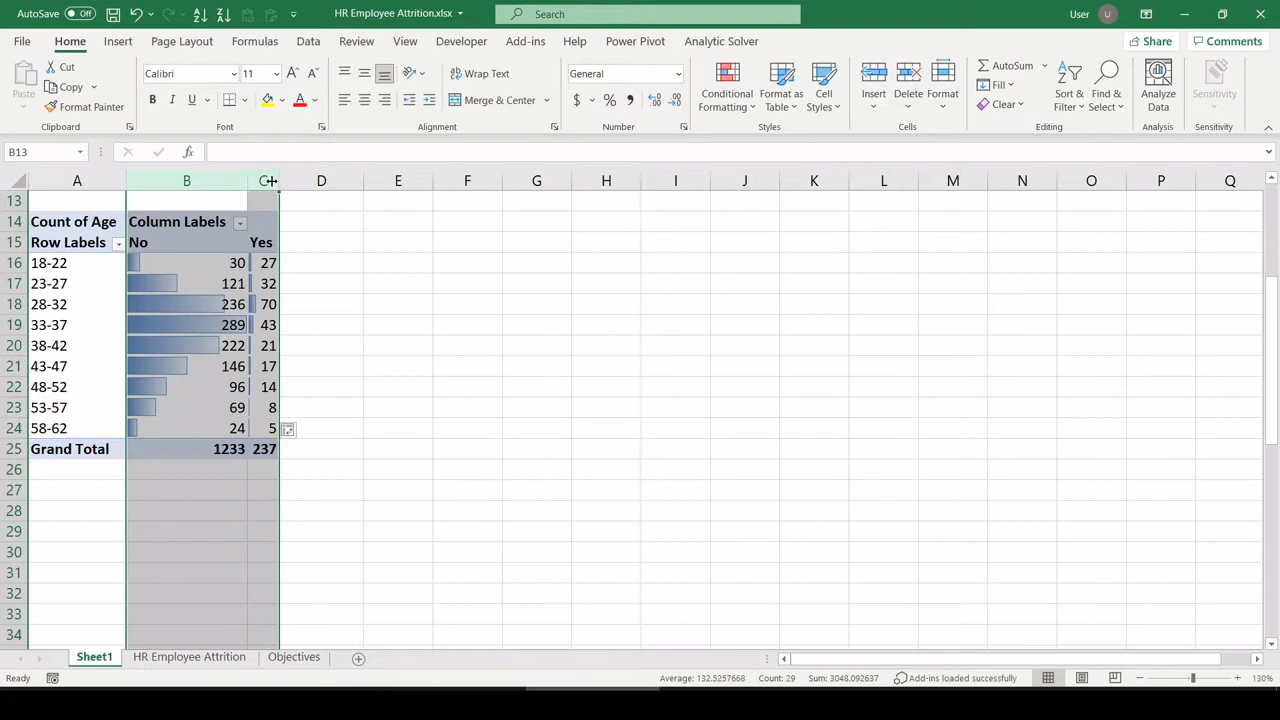 AutoSave Off HR Employee Attrition.xlsx Search User U
File Home Insert Page Layout Formulas Data Review View Developer Add-ins Help Power Pivot Analytic Solver Share Comments
Cut
Copy
Format Painter
Paste
Calibri 11
B I U
Wrap Text
Merge & Center
General
$ % ,
Conditional Formatting
Format as Table
Cell Styles
Insert Delete Format
AutoSum
Fill
Clear
Sort & Filter
Find & Select
Analyze Data
Sensitivity
Clipboard Font Alignment Number Styles Cells Editing Analysis Sensitivity
B13 fx
A B C D E F G H I J K L M N O P Q
13
14 Count of Age Column Labels
15 Row Labels No Yes
16 18-22 30 27
17 23-27 121 32
18 28-32 236 70
19 33-37 289 43
20 38-42 222 21
21 43-47 146 17
22 48-52 96 14
23 53-57 69 8
24 58-62 24 5
25 Grand Total 1233 237
26
27
28
29
30
31
32
33
34
Sheet1 HR Employee Attrition Objectives
Ready Average: 132.5257668 Count: 29 Sum: 3048.092637 Add-ins loaded successfully 130%